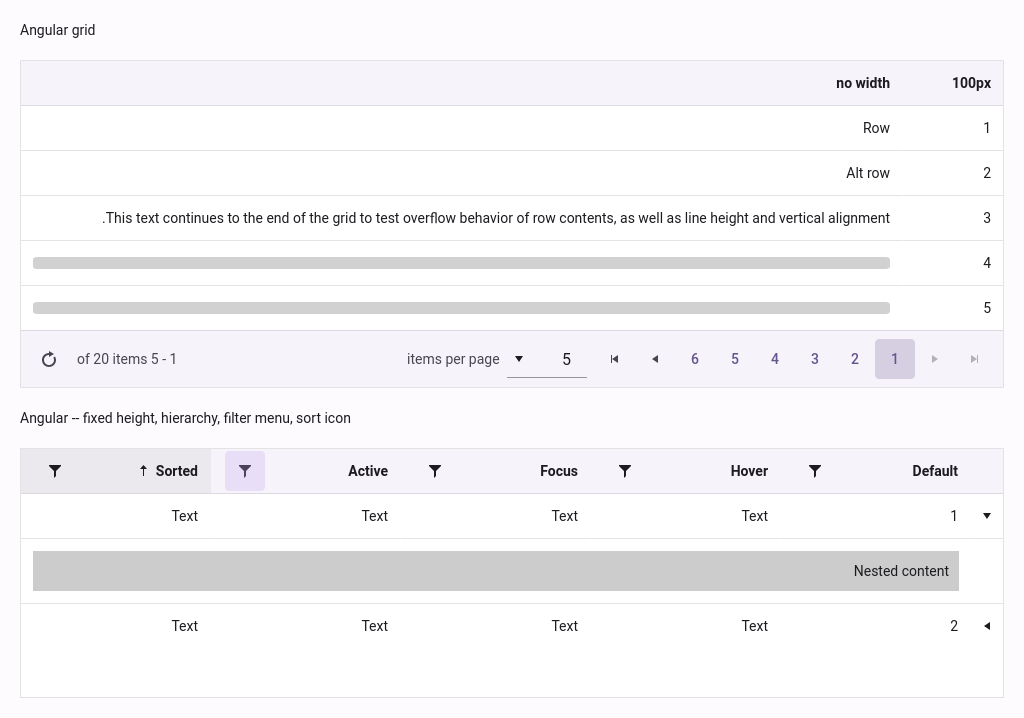 Angular grid
100px no width
1 Row
2 Alt row
3 .This text continues to the end of the grid to test overflow behavior of row contents, as well as line height and vertical alignment
4
5
1 2 3 4 5 6 5 items per page of 20 items 5 - 1
Angular -- fixed height, hierarchy, filter menu, sort icon
Default Hover Focus Active Sorted
1 Text Text Text Text
Nested content
2 Text Text Text Text